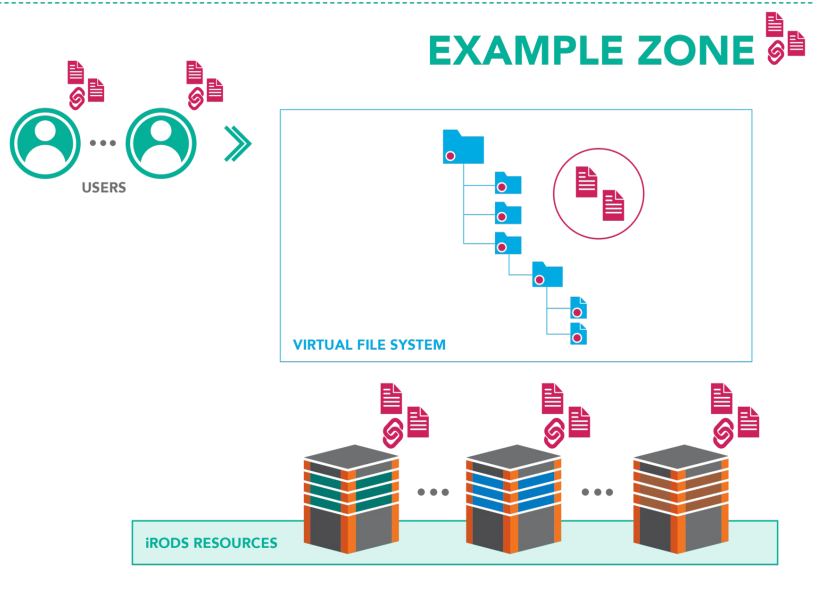 EXAMPLE ZONE
USERS
VIRTUAL FILE SYSTEM
iRODS RESOURCES